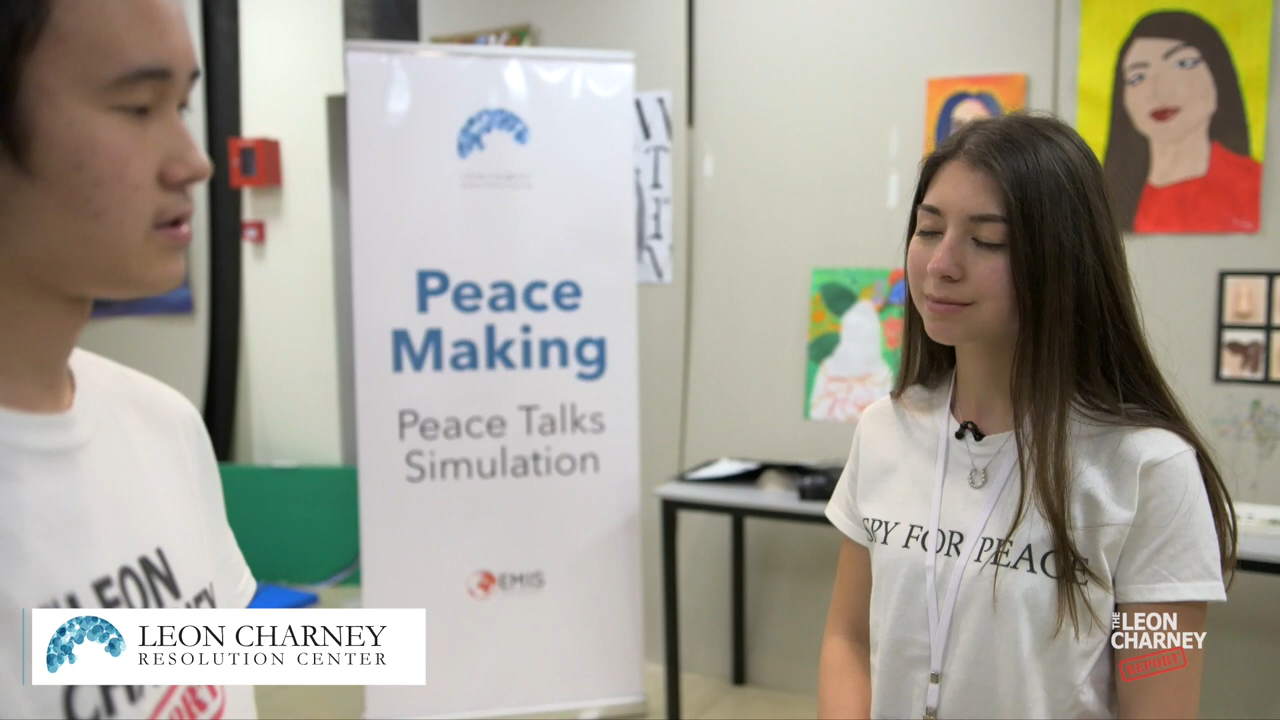 Peace
Making
Peace Talks
Simulation
EMIS
SPY FOR PEACE
LEON
LEON CHARNEY
RESOLUTION CENTER
THE
LEON
CHARNEY
REPORT